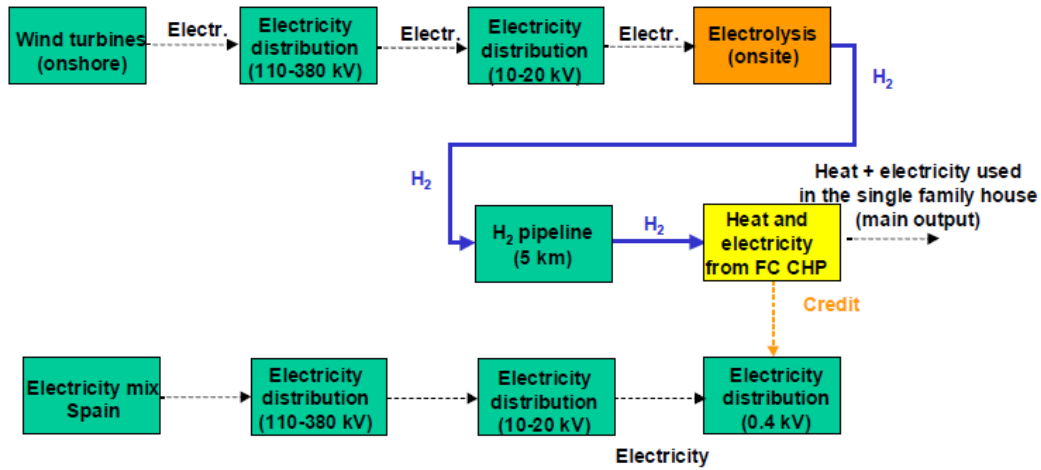 Wind turbines
(onshore)
Electr.
Electricity
distribution
(110-380 kV)
Electr.
Electricity
distribution
(10-20 kV)
Electr.
Electrolysis
(onsite)
H2
H2
H2 pipeline
(5 km)
H2
Heat and
electricity
from FC CHP
Heat + electricity used
in the single family house
(main output)
Credit
Electricity mix
Spain
Electricity
distribution
(110-380 kV)
Electricity
distribution
(10-20 kV)
Electricity
distribution
(0.4 kV)
Electricity